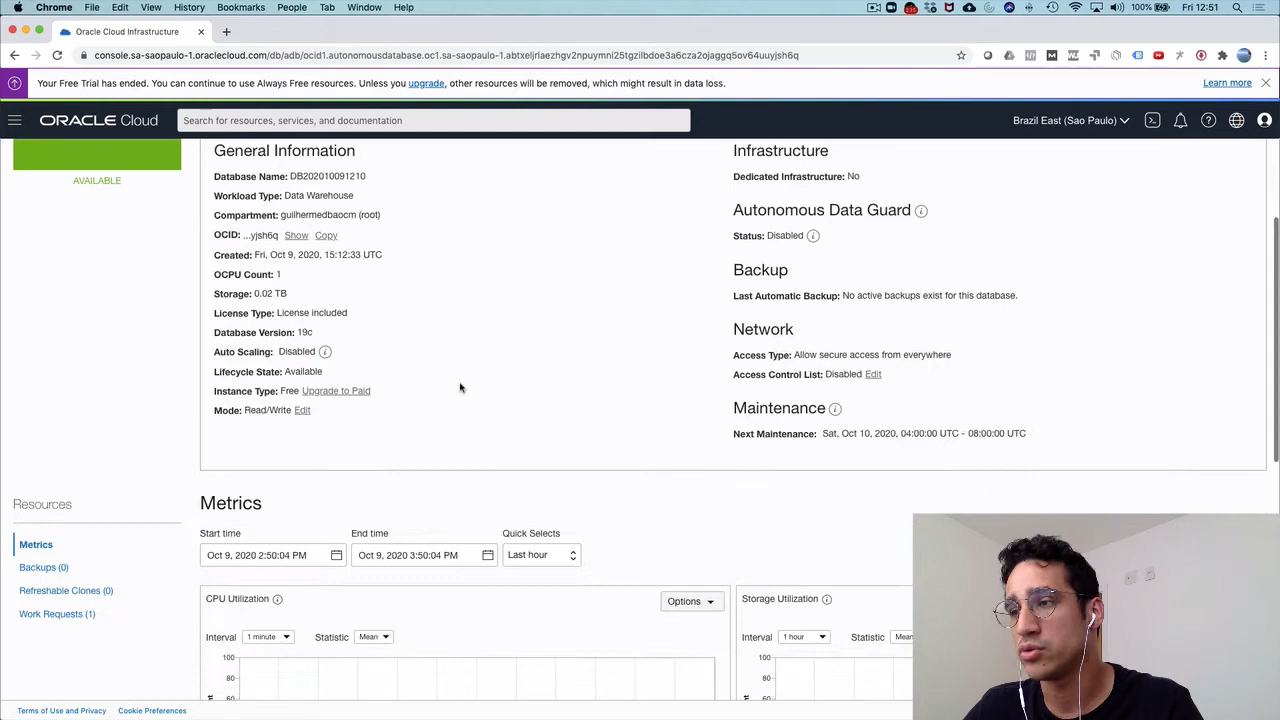 Chrome File Edit View History Bookmarks People Tab Window Help
100% Fri 12:51
Oracle Cloud Infrastructure
console.sa-saopaulo-1.oraclecloud.com/db/adb/ocid1.autonomousdatabase.oc1.sa-saopaulo-1.abtxeljrlaezhgv2npuymni25tgzilbdoe3a6cza2ojaggq5ov64uuyjsh6q
Your Free Trial has ended. You can continue to use Always Free resources. Unless you upgrade, other resources will be removed, which might result in data loss.
Learn more
ORACLE Cloud
Search for resources, services, and documentation
Brazil East (Sao Paulo)
AVAILABLE
General Information
Database Name: DB202010091210
Workload Type: Data Warehouse
Compartment: guilhermedbaocm (root)
OCID: ...yjsh6q Show Copy
Created: Fri, Oct 9, 2020, 15:12:33 UTC
OCPU Count: 1
Storage: 0.02 TB
License Type: License included
Database Version: 19c
Auto Scaling: Disabled
Lifecycle State: Available
Instance Type: Free Upgrade to Paid
Mode: Read/Write Edit
Infrastructure
Dedicated Infrastructure: No
Autonomous Data Guard
Status: Disabled
Backup
Last Automatic Backup: No active backups exist for this database.
Network
Access Type: Allow secure access from everywhere
Access Control List: Disabled Edit
Maintenance
Next Maintenance: Sat, Oct 10, 2020, 04:00:00 UTC - 08:00:00 UTC
Resources
Metrics
Backups (0)
Refreshable Clones (0)
Work Requests (1)
Metrics
Start time
Oct 9, 2020 2:50:04 PM
End time
Oct 9, 2020 3:50:04 PM
Quick Selects
Last hour
CPU Utilization
Options
Interval 1 minute Statistic Mean
100
80
60
Storage Utilization
Interval 1 hour Statistic Mean
100
80
60
Terms of Use and Privacy Cookie Preferences